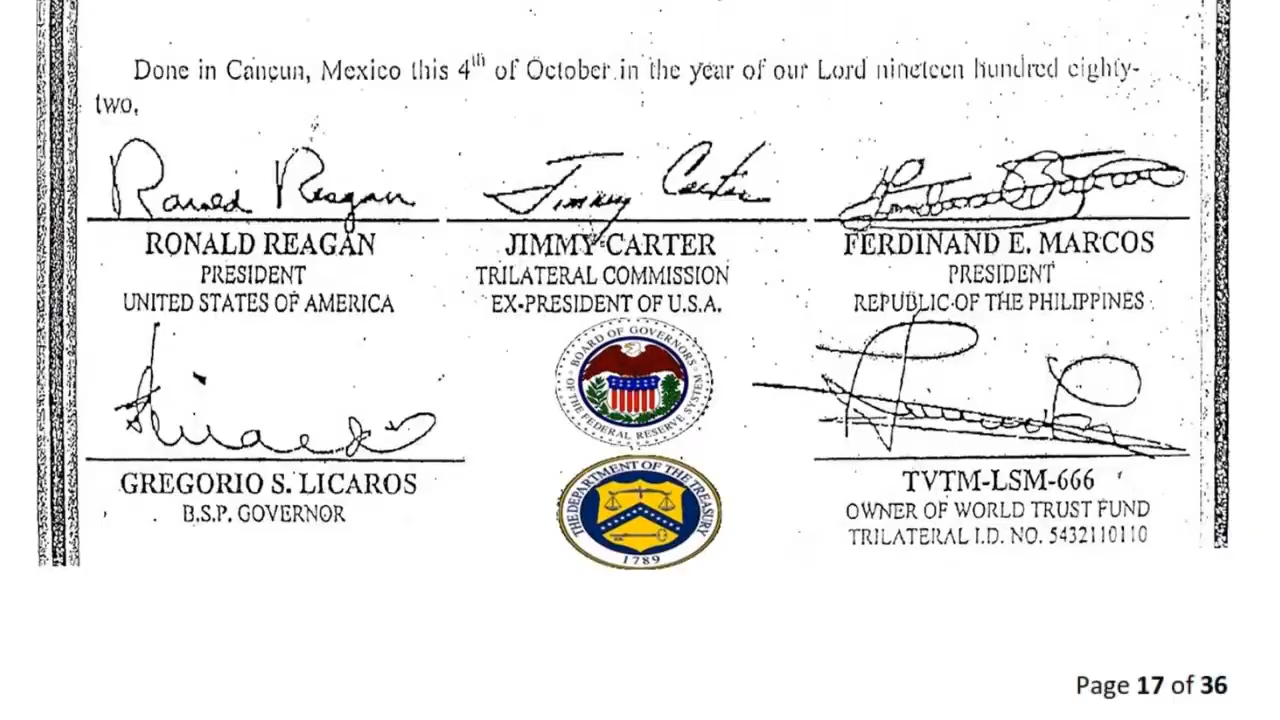 Done in Cancun, Mexico this 4th of October in the year of our Lord nineteen hundred eighty-
two,
Ronald Reagan Jimmy Carter
RONALD REAGAN JIMMY CARTER FERDINAND E. MARCOS
PRESIDENT TRILATERAL COMMISSION PRESIDENT
UNITED STATES OF AMERICA EX-PRESIDENT OF U.S.A. REPUBLIC OF THE PHILIPPINES
BOARD OF GOVERNORS OF THE FEDERAL RESERVE SYSTEM
GREGORIO S. LICAROS TVTM-LSM-666
B.S.P. GOVERNOR OWNER OF WORLD TRUST FUND
TRILATERAL I.D. NO. 5432110110
THE DEPARTMENT OF THE TREASURY
1789
Page 17 of 36